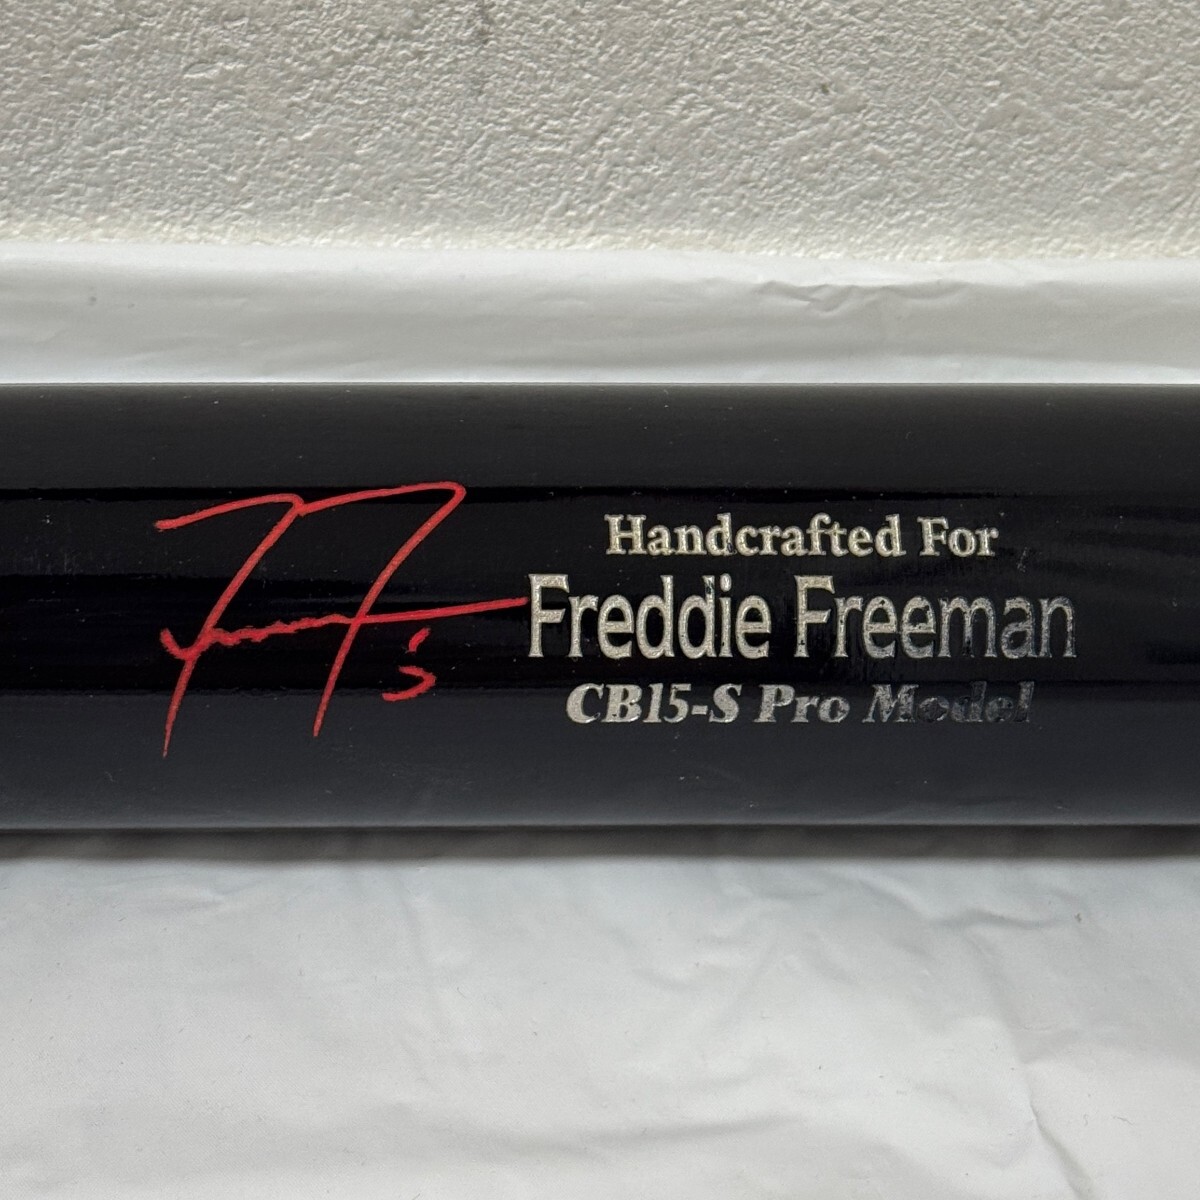 Handcrafted For
Freddie Freeman
CB15-S Pro Model